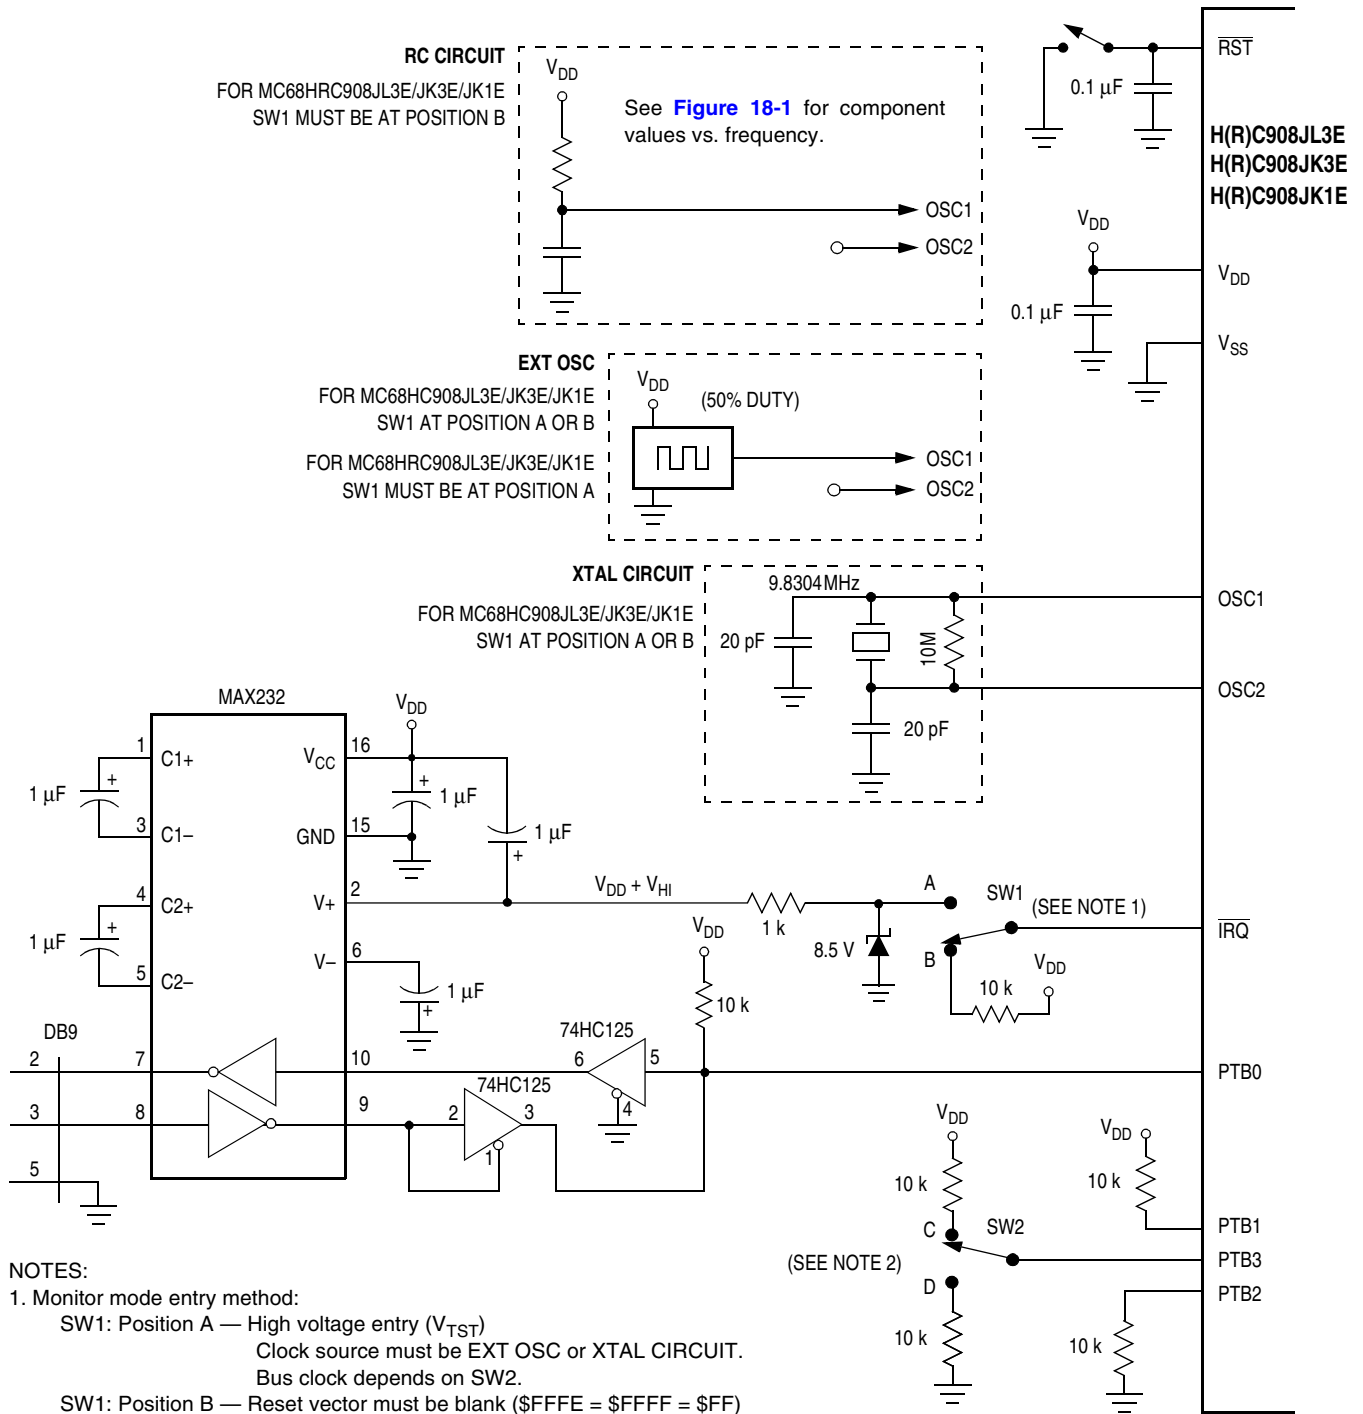 RC CIRCUIT
FOR MC68HRC908JL3E/JK3E/JK1E
SW1 MUST BE AT POSITION B
VDD
See Figure 18-1 for component
values vs. frequency.
OSC1
OSC2
RST
0.1 µF
H(R)C908JL3E
H(R)C908JK3E
H(R)C908JK1E
VDD
VDD
0.1 µF
VSS
EXT OSC
FOR MC68HC908JL3E/JK3E/JK1E
SW1 AT POSITION A OR B
FOR MC68HRC908JL3E/JK3E/JK1E
SW1 MUST BE AT POSITION A
VDD
(50% DUTY)
OSC1
OSC2
XTAL CIRCUIT
FOR MC68HC908JL3E/JK3E/JK1E
SW1 AT POSITION A OR B
9.8304MHz
20 pF
10M
20 pF
OSC1
OSC2
MAX232
VDD
1
C1+
VCC
16
1 µF
+
+
1 µF
3
C1–
GND
15
1 µF
+
4
C2+
V+
2
VDD + VHI
1 k
1 µF
+
5
C2–
V–
6
1 µF
+
8.5 V
A
SW1
(SEE NOTE 1)
IRQ
B
VDD
10 k
VDD
10 k
DB9
2
7
10
74HC125
6
5
4
PTB0
3
8
9
74HC125
2
3
1
5
VDD
10 k
VDD
10 k
C
SW2
PTB1
(SEE NOTE 2)
PTB3
D
PTB2
10 k
10 k
NOTES:
1. Monitor mode entry method:
SW1: Position A — High voltage entry (VTST)
Clock source must be EXT OSC or XTAL CIRCUIT.
Bus clock depends on SW2.
SW1: Position B — Reset vector must be blank ($FFFE = $FFFF = $FF)